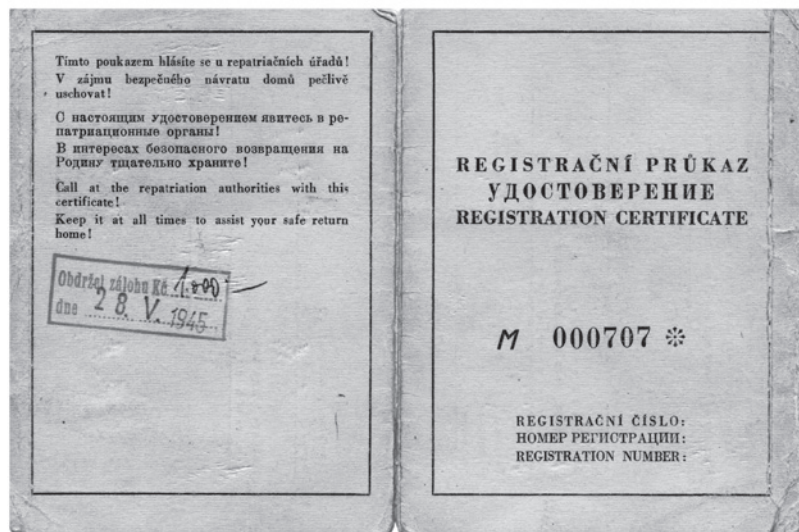 Tímto poukazem hlásíte se u repatriačních úřadů!
V zájmu bezpečného návratu domů pečlivě
uschovat!
С настоящим удостоверением явитесь в ре-
патриационные органы!
В интересах безопасного возвращения на
Родину тщательно храните!
Call at the repatriation authorities with this
certificate!
Keep it at all times to assist your safe return
home!
Obdržel zálohu Kč 1.000
dne 28. V. 1945
REGISTRAČNÍ PRŮKAZ
УДОСТОВЕРЕНИЕ
REGISTRATION CERTIFICATE
M 000707 ❊
REGISTRAČNÍ ČÍSLO:
НОМЕР РЕГИСТРАЦИИ:
REGISTRATION NUMBER: